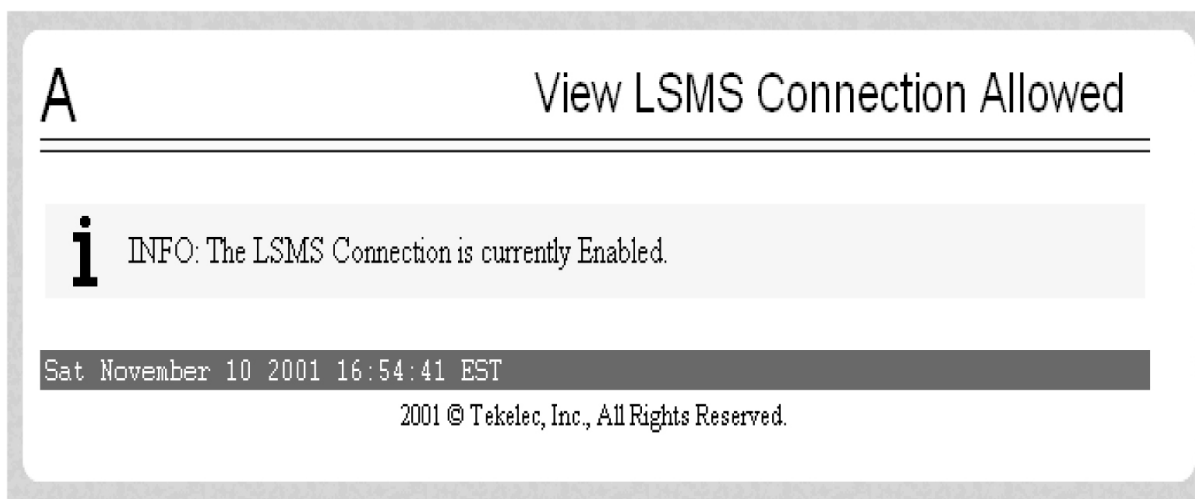 A
View LSMS Connection Allowed
i
INFO: The LSMS Connection is currently Enabled.
Sat November 10 2001 16:54:41 EST
2001 © Tekelec, Inc., All Rights Reserved.